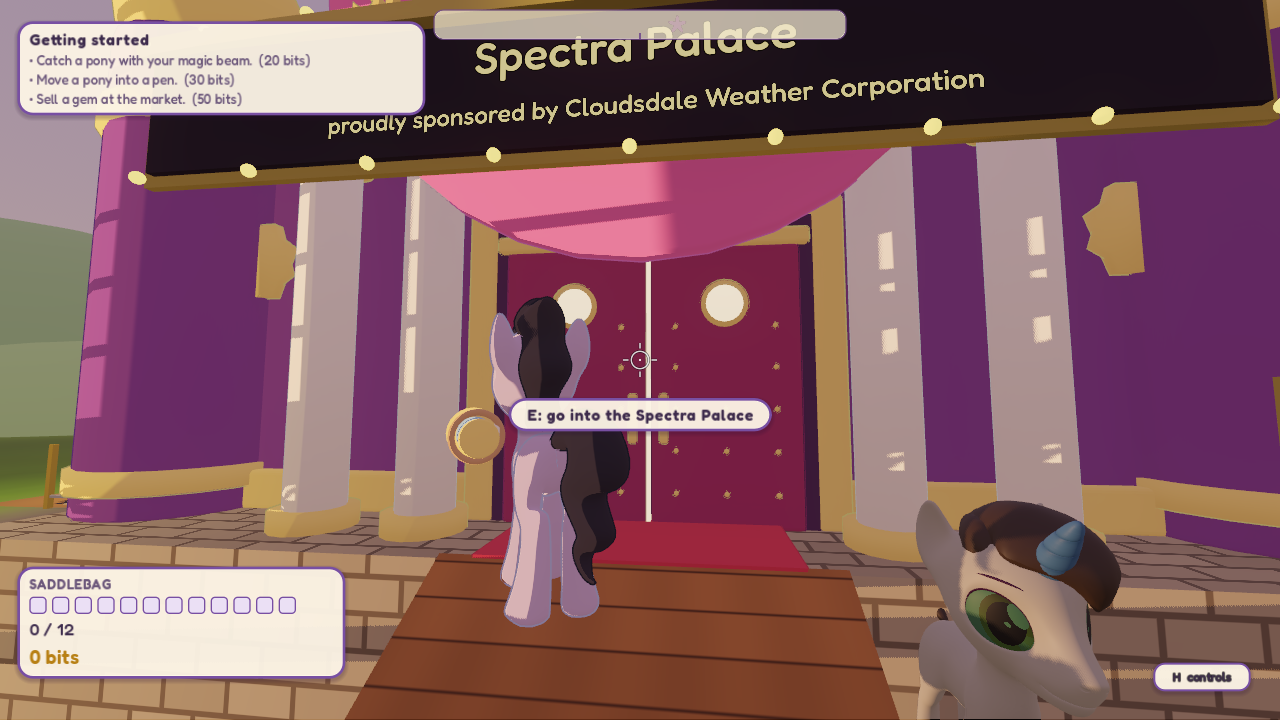 Spectra Palace
proudly sponsored by Cloudsdale Weather Corporation
Getting started
• Catch a pony with your magic beam. (20 bits)
• Move a pony into a pen. (30 bits)
• Sell a gem at the market. (50 bits)
E: go into the Spectra Palace
SADDLEBAG
0 / 12
0 bits
H controls